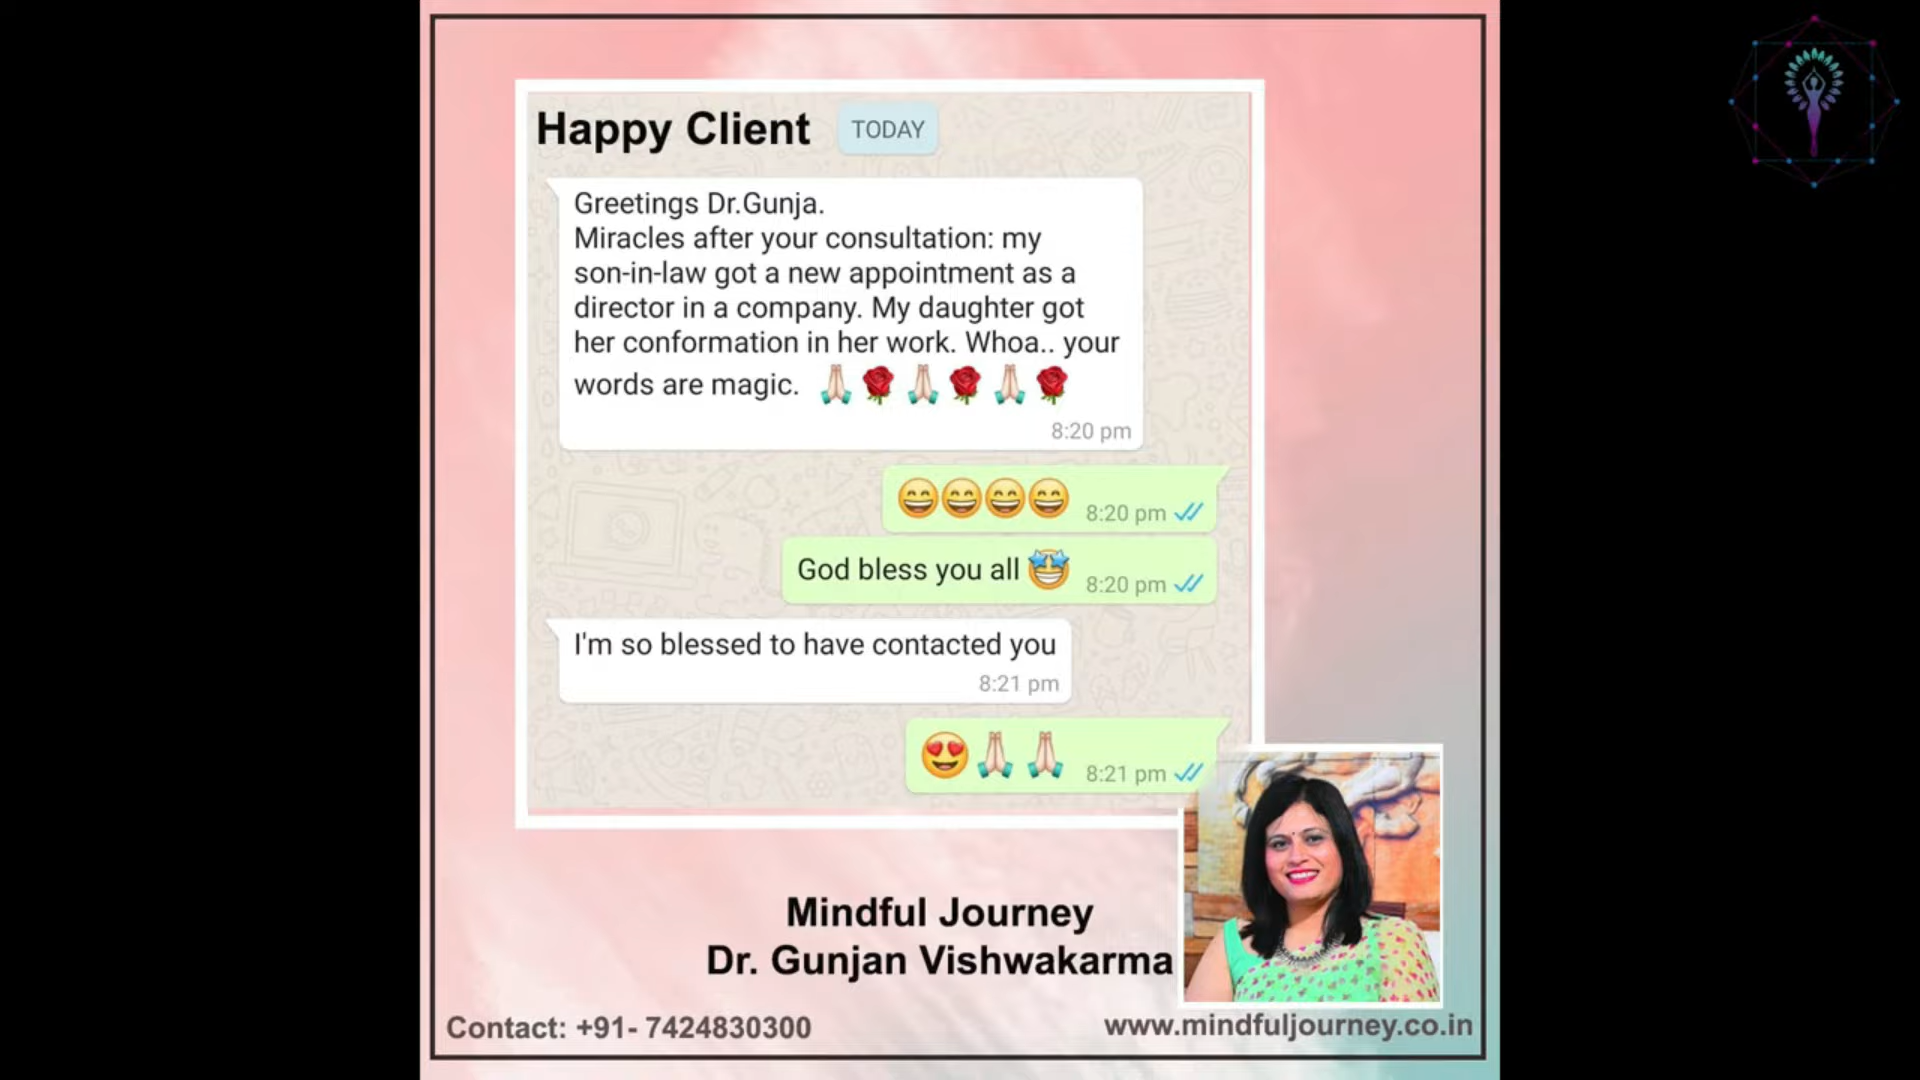 Happy Client TODAY
Greetings Dr.Gunja.
Miracles after your consultation: my
son-in-law got a new appointment as a
director in a company. My daughter got
her conformation in her work. Whoa.. your
words are magic. 🙏🏻🌹🙏🏻🌹🙏🏻🌹
8:20 pm
😄😄😄😄 8:20 pm
God bless you all 🤩 8:20 pm
I'm so blessed to have contacted you
8:21 pm
😍🙏🏻🙏🏻 8:21 pm
Mindful Journey
Dr. Gunjan Vishwakarma
Contact: +91- 7424830300
www.mindfuljourney.co.in